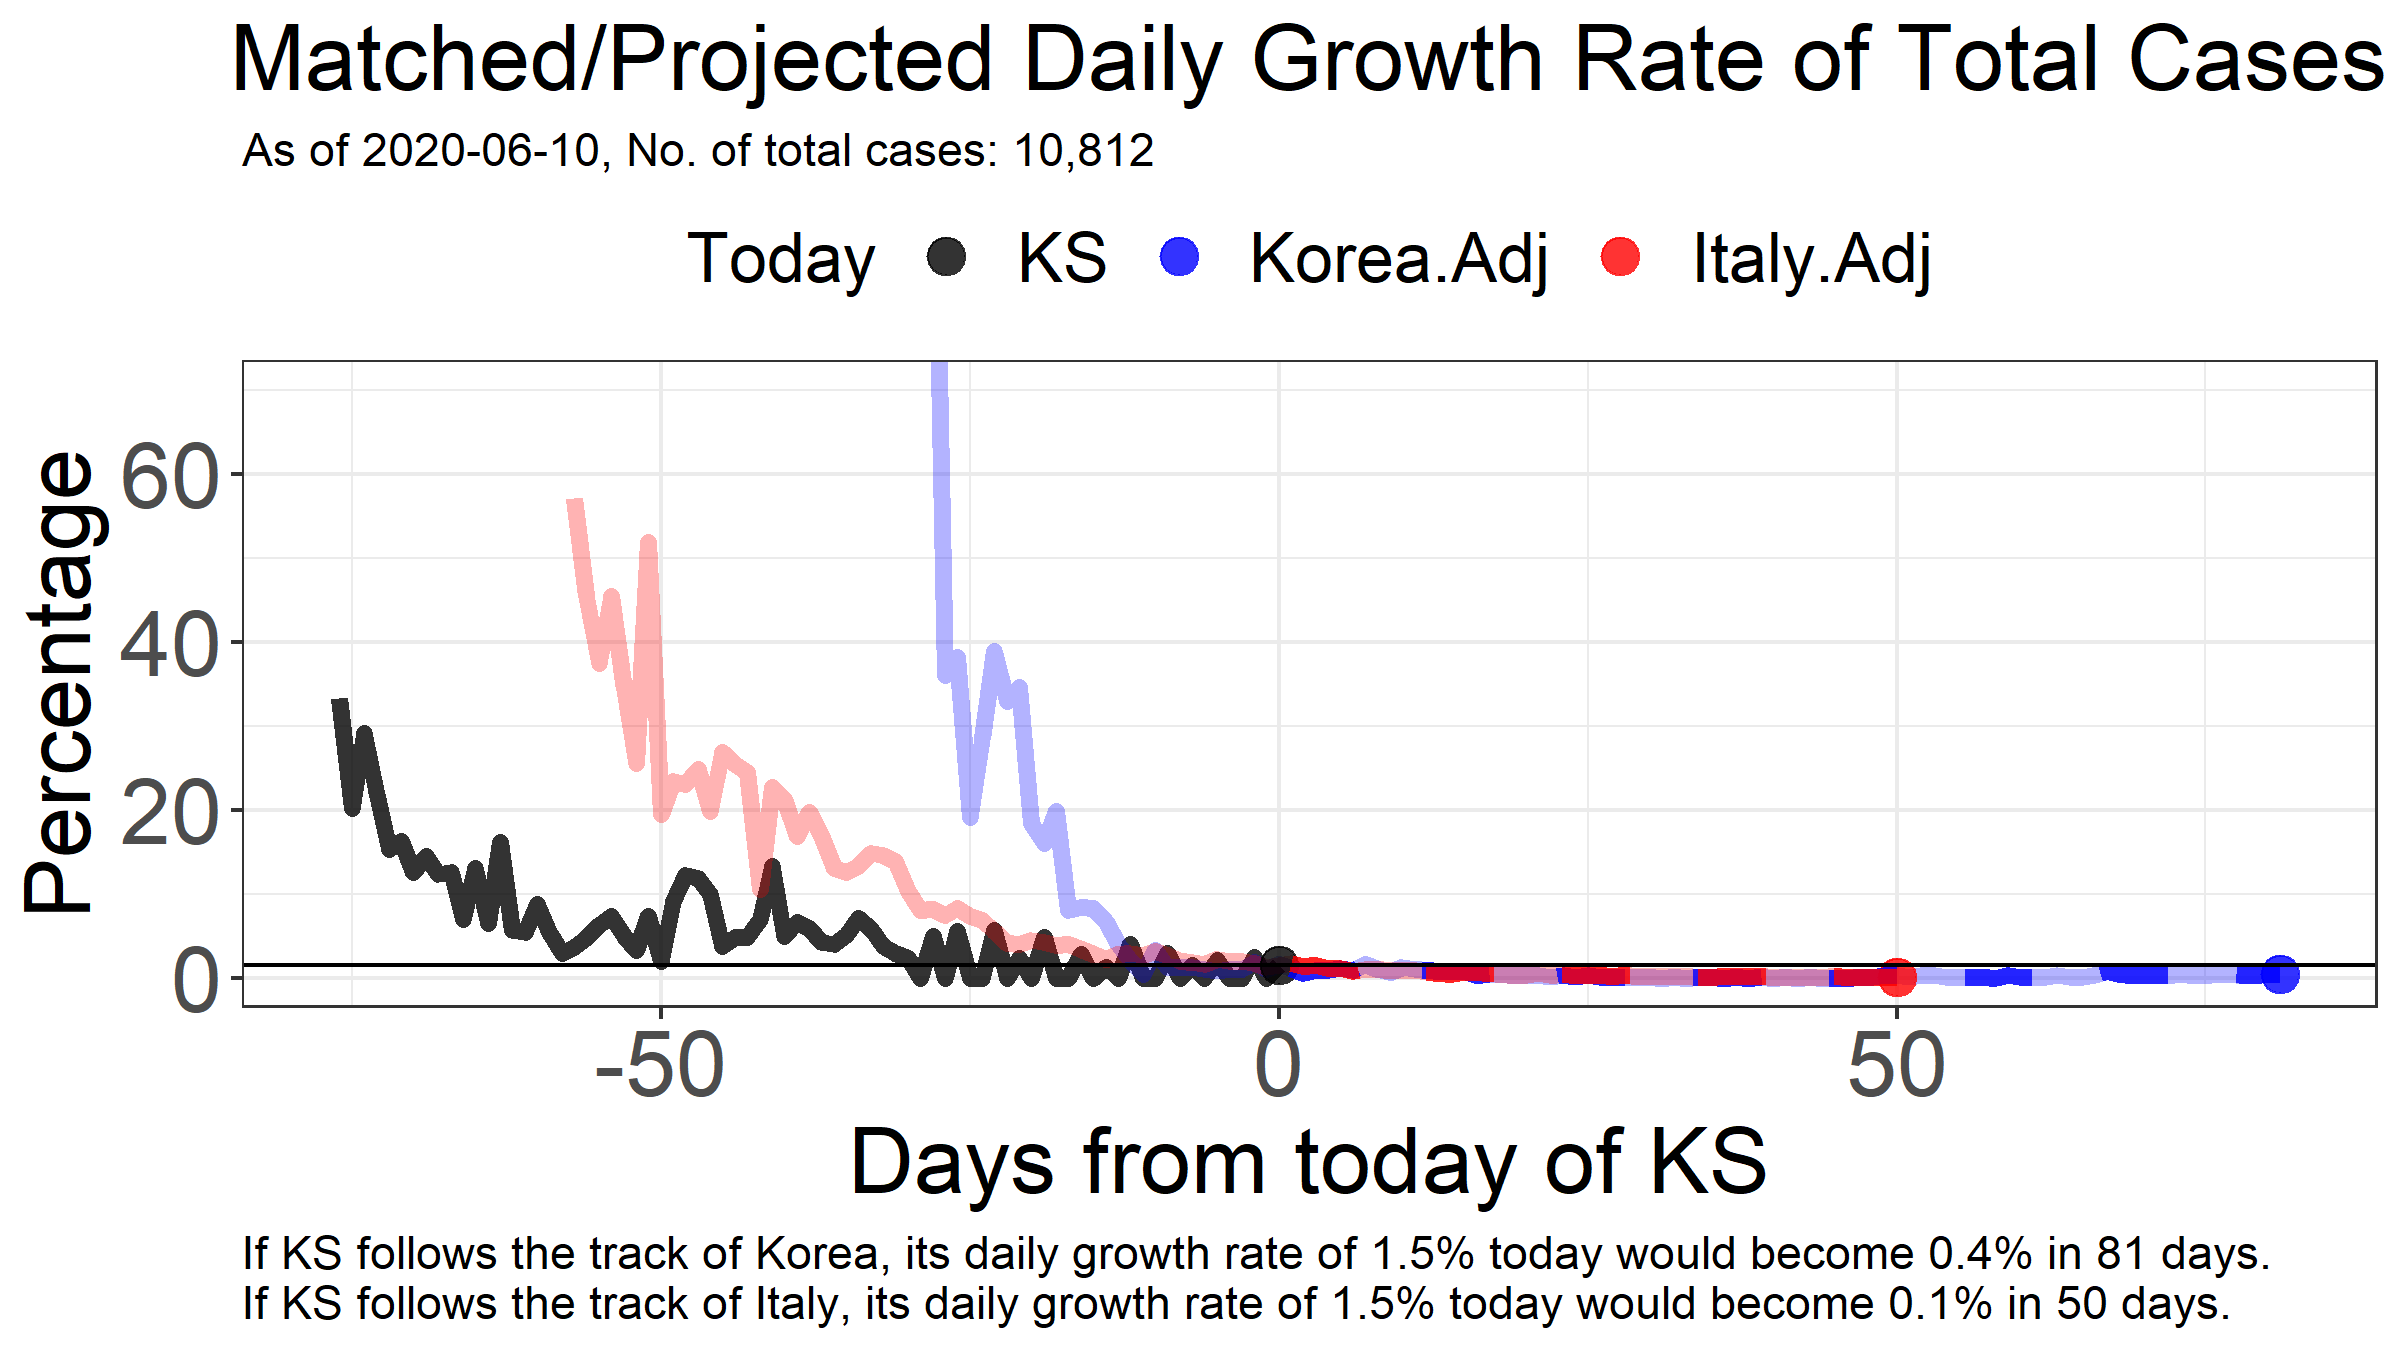 Matched/Projected Daily Growth Rate of Total Cases
As of 2020-06-10, No. of total cases: 10,812
Today KS Korea.Adj Italy.Adj
Percentage
60
40
20
0
-50 0 50
Days from today of KS
If KS follows the track of Korea, its daily growth rate of 1.5% today would become 0.4% in 81 days.
If KS follows the track of Italy, its daily growth rate of 1.5% today would become 0.1% in 50 days.